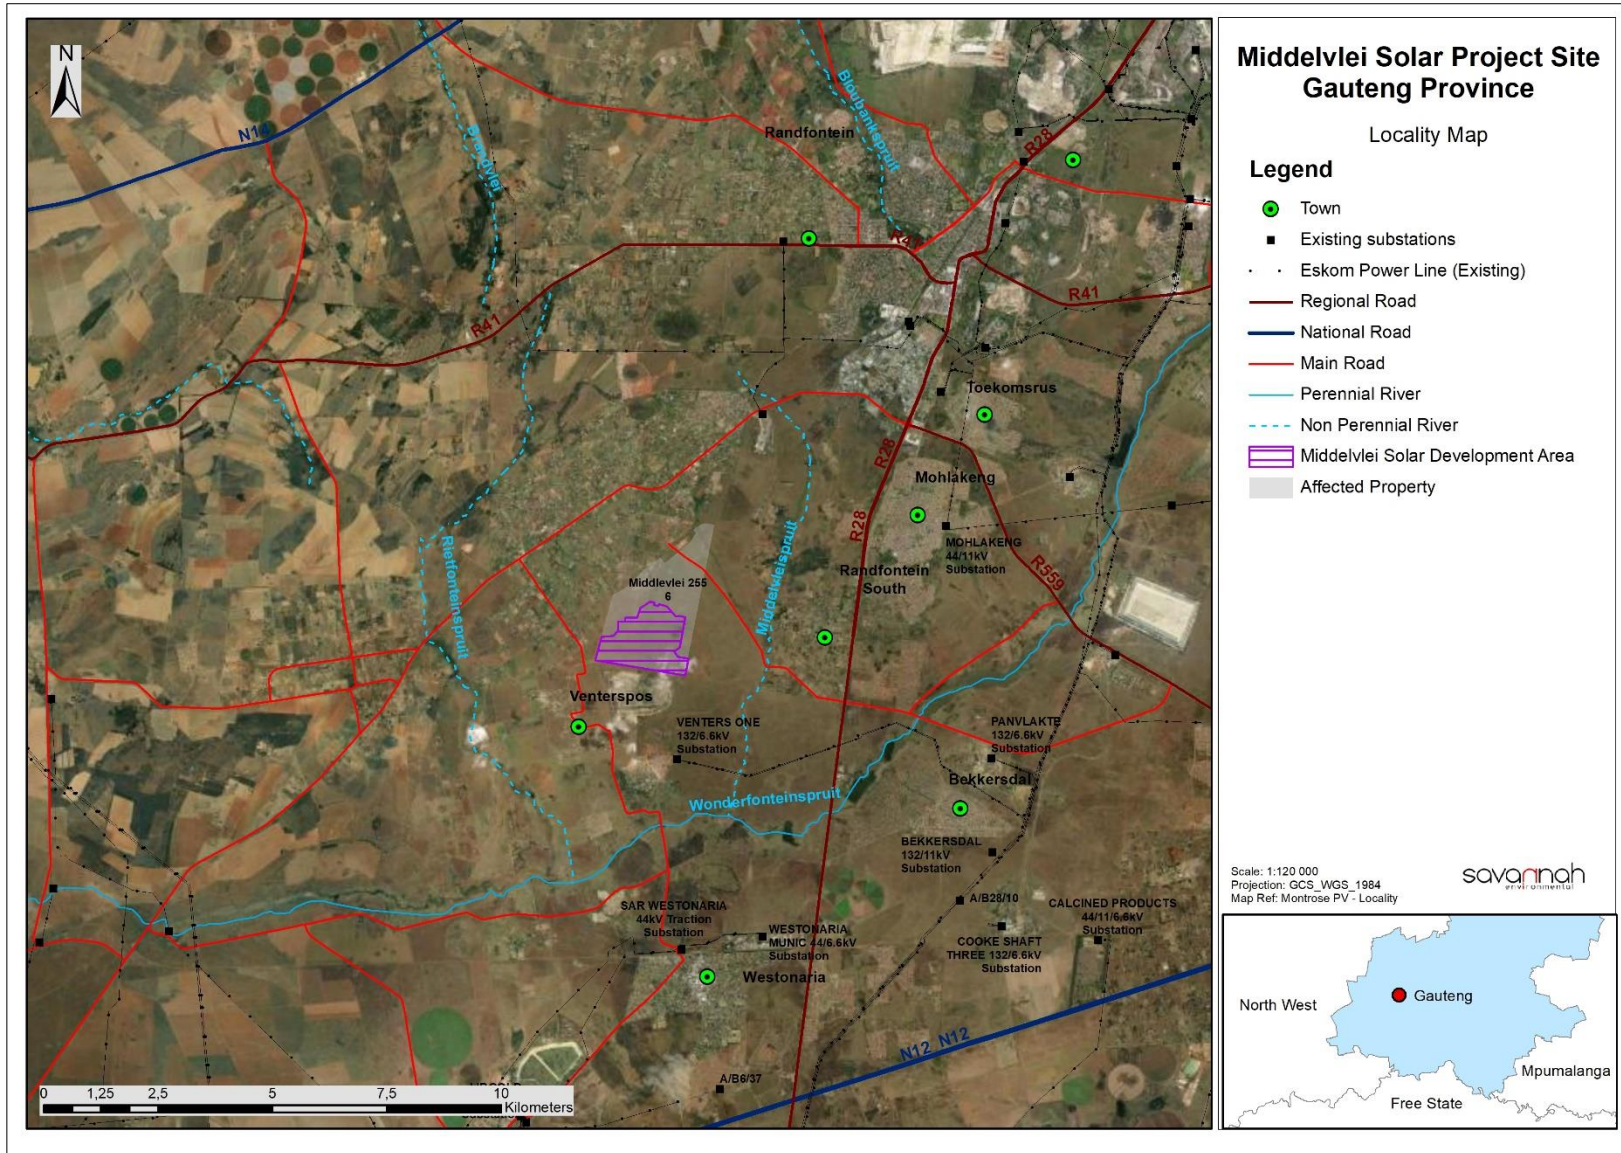 Middelvlei Solar Project Site
Gauteng Province
Locality Map
Legend
Town
Existing substations
Eskom Power Line (Existing)
Regional Road
National Road
Main Road
Perennial River
Non Perennial River
Middelvlei Solar Development Area
Affected Property
Scale: 1:120 000
Projection: GCS_WGS_1984
Map Ref: Montrose PV - Locality
savannah
environmental
North West
Gauteng
Mpumalanga
Free State
N
N14
Brandvlei
Bloubankspruit
Randfontein
R28
R41
R41
R41
Toekomsrus
Mohlakeng
R28
R28
MOHLAKENG
44/11kV
Substation
R559
Randfontein
South
Rietfonteinspruit
Middelvleispruit
Middlevlei 255
6
Venterspos
VENTERS ONE
132/6.6kV
Substation
PANVLAKTE
132/6.6kV
Substation
Bekkersdal
Wonderfonteinspruit
BEKKERSDAL
132/11kV
Substation
A/B28/10
SAR WESTONARIA
44kV Traction
Substation
WESTONARIA
MUNIC 44/6.6kV
Substation
COOKE SHAFT
THREE 132/6.6kV
Substation
CALCINED PRODUCTS
44/11/6.6kV
Substation
Westonaria
N12 N12
A/B6/37
0 1,25 2,5 5 7,5 10
Kilometers